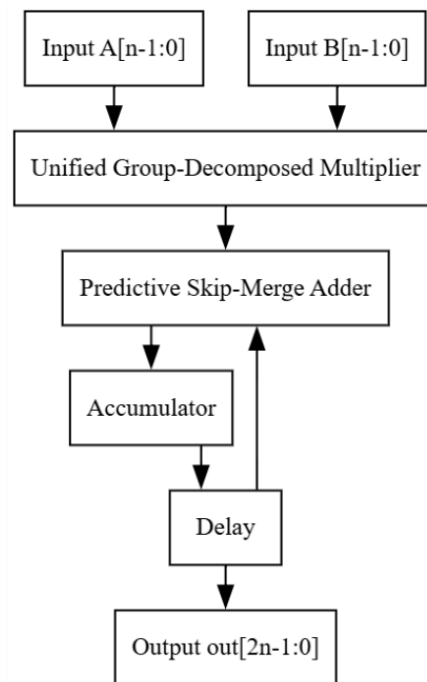 Input A[n-1:0]
Input B[n-1:0]
Unified Group-Decomposed Multiplier
Predictive Skip-Merge Adder
Accumulator
Delay
Output out[2n-1:0]